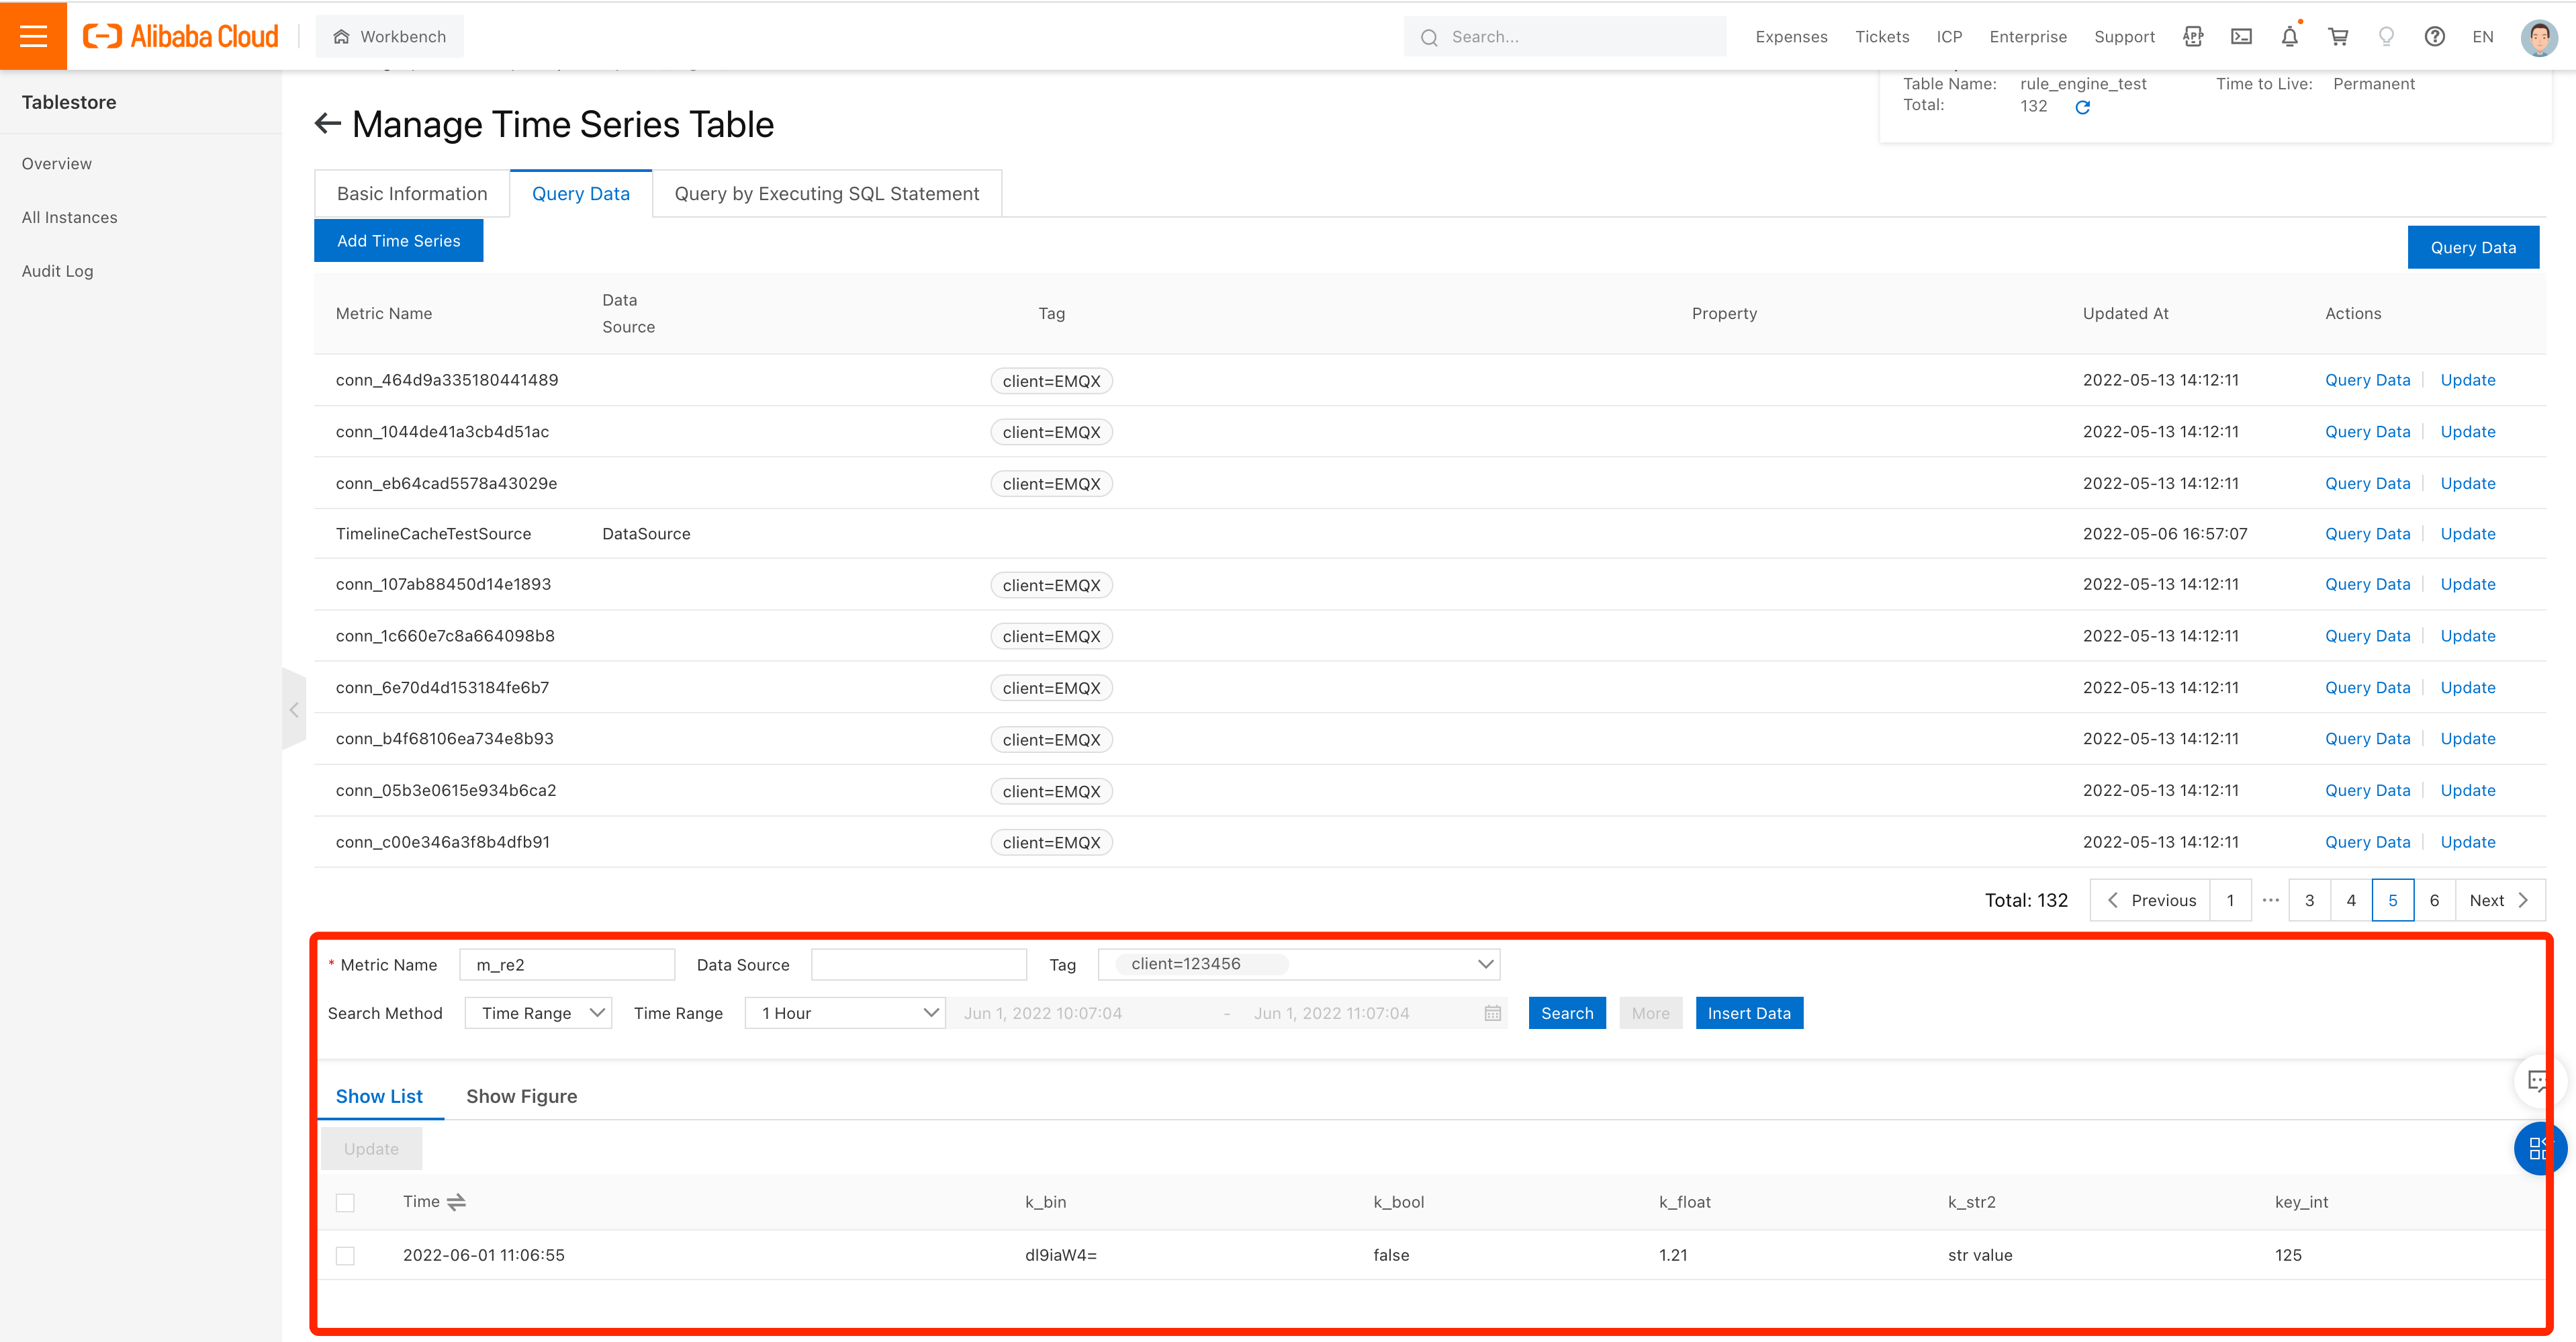 Alibaba Cloud
Workbench
Search...
Expenses
Tickets
ICP
Enterprise
Support
EN
Tablestore
Overview
All Instances
Audit Log
Table Name: rule_engine_test Time to Live: Permanent
Total: 132
Manage Time Series Table
Basic Information Query Data Query by Executing SQL Statement
Add Time Series
Query Data
Metric Name Data Source Tag Property Updated At Actions
conn_464d9a335180441489 client=EMQX 2022-05-13 14:12:11 Query Data Update
conn_1044de41a3cb4d51ac client=EMQX 2022-05-13 14:12:11 Query Data Update
conn_eb64cad5578a43029e client=EMQX 2022-05-13 14:12:11 Query Data Update
TimelineCacheTestSource DataSource 2022-05-06 16:57:07 Query Data Update
conn_107ab88450d14e1893 client=EMQX 2022-05-13 14:12:11 Query Data Update
conn_1c660e7c8a664098b8 client=EMQX 2022-05-13 14:12:11 Query Data Update
conn_6e70d4d153184fe6b7 client=EMQX 2022-05-13 14:12:11 Query Data Update
conn_b4f68106ea734e8b93 client=EMQX 2022-05-13 14:12:11 Query Data Update
conn_05b3e0615e934b6ca2 client=EMQX 2022-05-13 14:12:11 Query Data Update
conn_c00e346a3f8b4dfb91 client=EMQX 2022-05-13 14:12:11 Query Data Update
Total: 132 Previous 1 ... 3 4 5 6 Next
* Metric Name m_re2 Data Source Tag client=123456
Search Method Time Range Time Range 1 Hour Jun 1, 2022 10:07:04 - Jun 1, 2022 11:07:04 Search More Insert Data
Show List Show Figure
Update
Time k_bin k_bool k_float k_str2 key_int
2022-06-01 11:06:55 dl9iaW4= false 1.21 str value 125